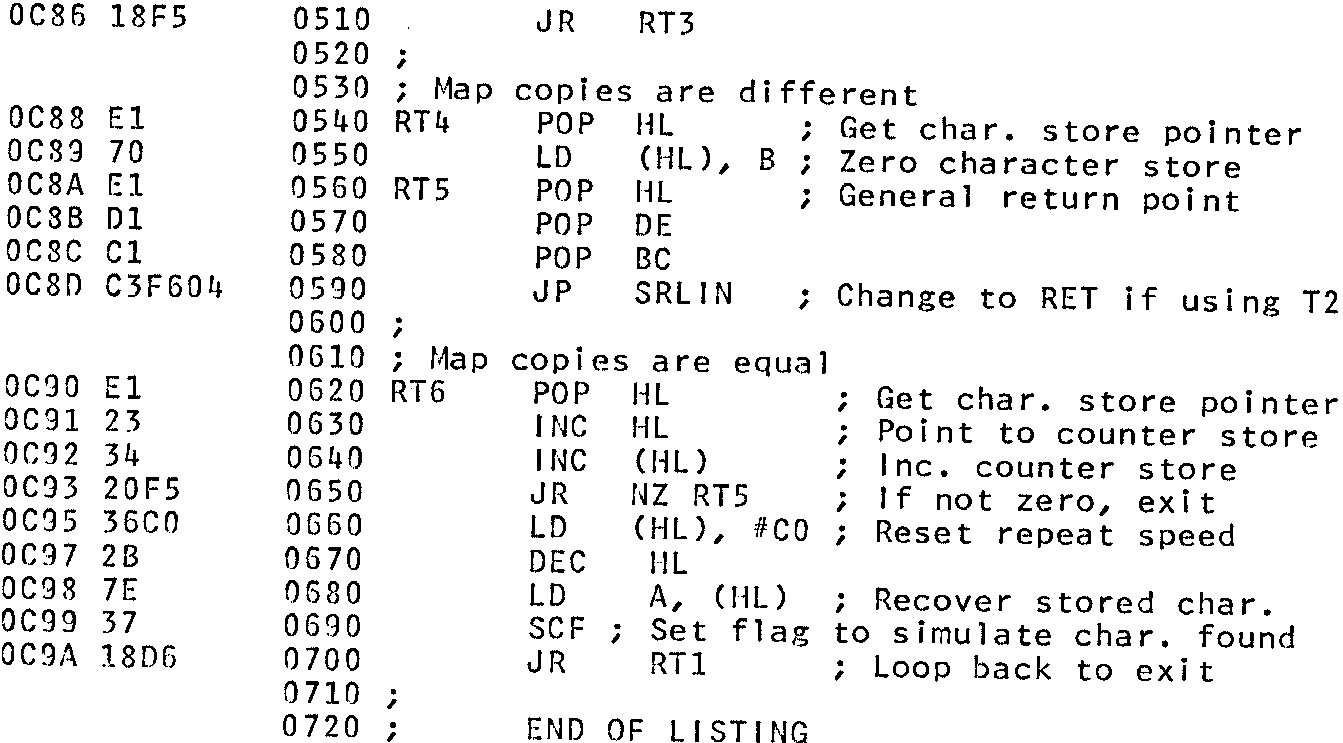 0C86 18F5 0510 JR RT3
0520 ;
0530 ; Map copies are different
0C88 E1 0540 RT4 POP HL ; Get char. store pointer
0C89 70 0550 LD (HL), B ; Zero character store
0C8A E1 0560 RT5 POP HL ; General return point
0C8B D1 0570 POP DE
0C8C C1 0580 POP BC
0C8D C3F604 0590 JP SRLIN ; Change to RET if using T2
0600 ;
0610 ; Map copies are equal
0C90 E1 0620 RT6 POP HL ; Get char. store pointer
0C91 23 0630 INC HL ; Point to counter store
0C92 34 0640 INC (HL) ; Inc. counter store
0C93 20F5 0650 JR NZ RT5 ; If not zero, exit
0C95 36C0 0660 LD (HL), #C0 ; Reset repeat speed
0C97 2B 0670 DEC HL
0C98 7E 0680 LD A, (HL) ; Recover stored char.
0C99 37 0690 SCF ; Set flag to simulate char. found
0C9A 18D6 0700 JR RT1 ; Loop back to exit
0710 ;
0720 ; END OF LISTING